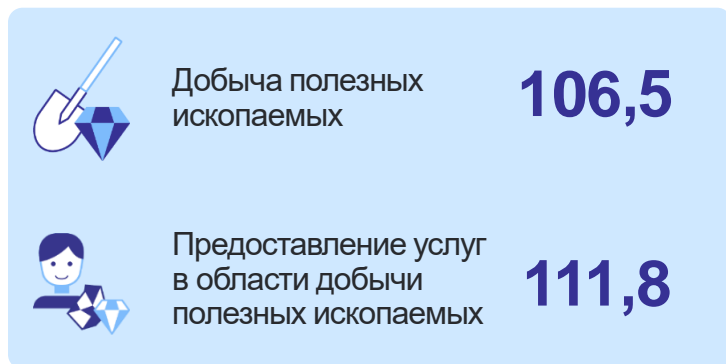 Добыча полезных
ископаемых
106,5
Предоставление услуг
в области добычи
полезных ископаемых
111,8